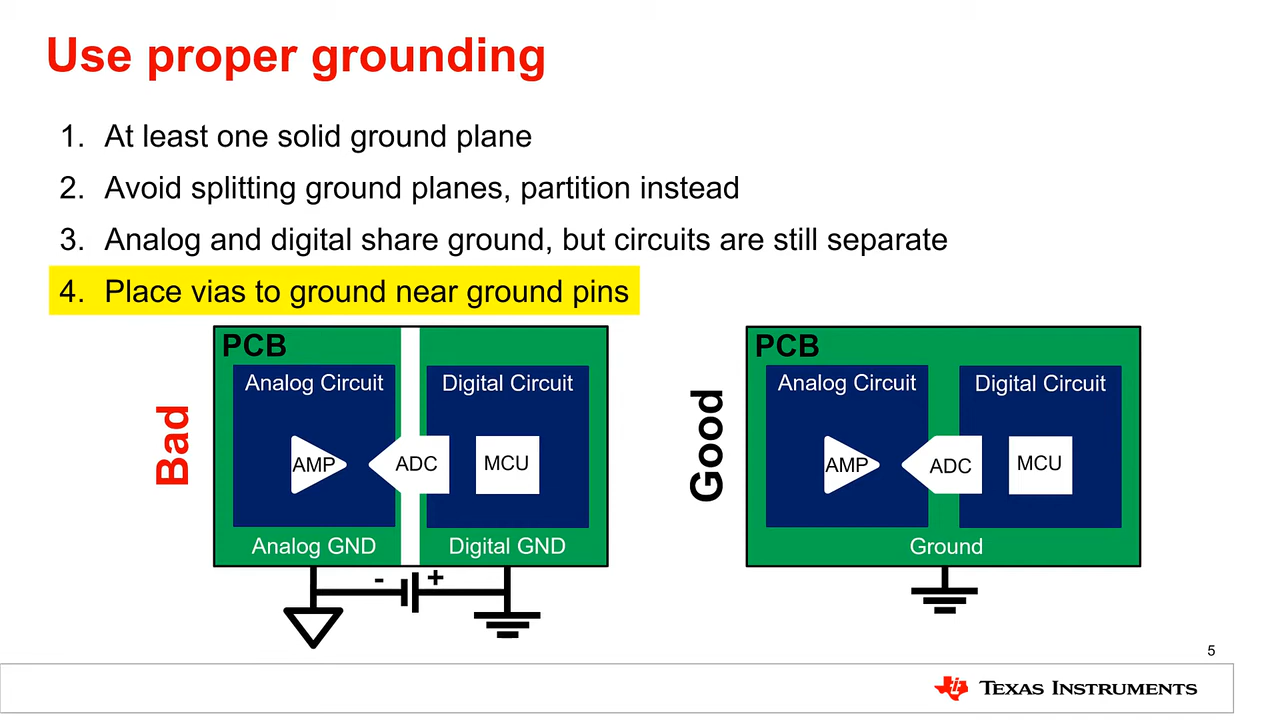 Use proper grounding
1. At least one solid ground plane
2. Avoid splitting ground planes, partition instead
3. Analog and digital share ground, but circuits are still separate
4. Place vias to ground near ground pins
Bad
PCB
Analog Circuit
Digital Circuit
AMP
ADC
MCU
Analog GND
Digital GND
- +
Good
PCB
Analog Circuit
Digital Circuit
AMP
ADC
MCU
Ground
5
TEXAS INSTRUMENTS